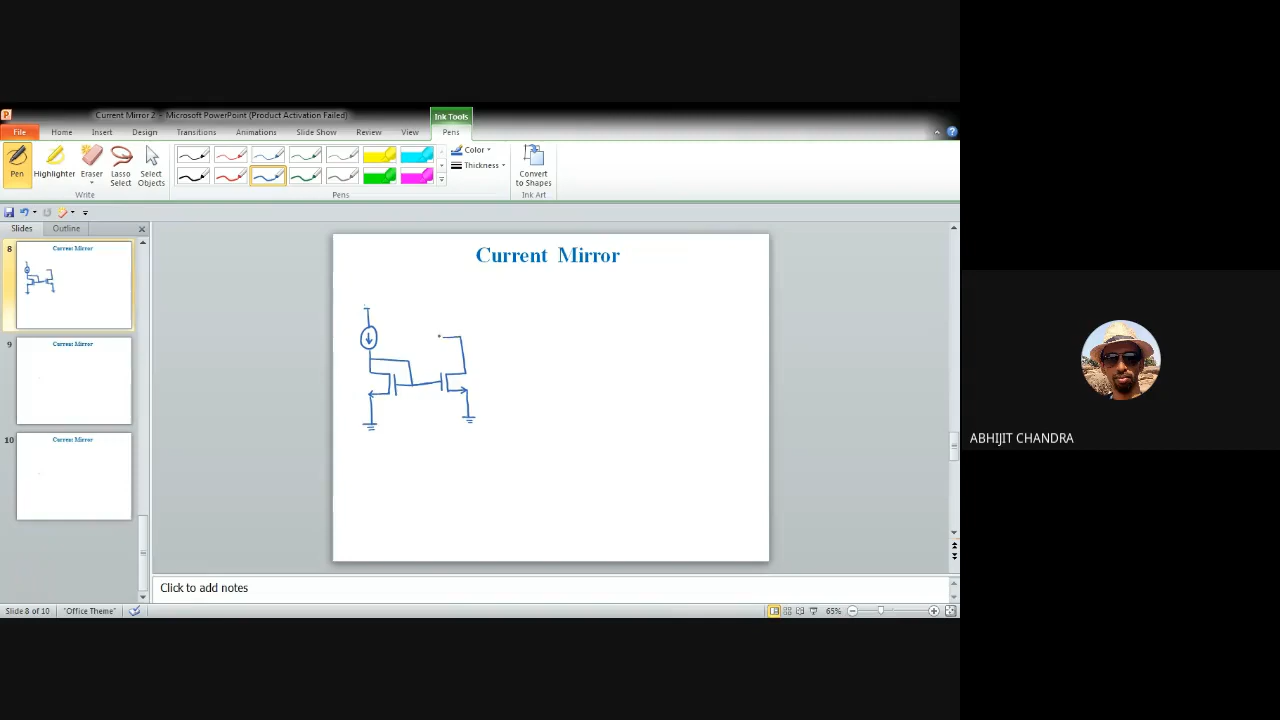 Current Mirror 2 - Microsoft PowerPoint (Product Activation Failed)
Ink Tools
File Home Insert Design Transitions Animations Slide Show Review View Pens
Pen Highlighter Eraser Lasso Select Select Objects
Color
Thickness
Convert to Shapes
Write Pens Ink Art
Slides Outline
8 Current Mirror
9 Current Mirror
10 Current Mirror
Current Mirror
ABHIJIT CHANDRA
Click to add notes
Slide 8 of 10 "Office Theme" 65%